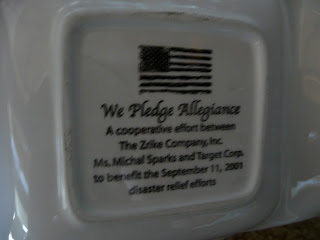 We Pledge Allegiance
A cooperative effort between
The Zrike Company, Inc.
Ms. Michal Sparks and Target Corp.
to benefit the September 11, 2001
disaster relief efforts